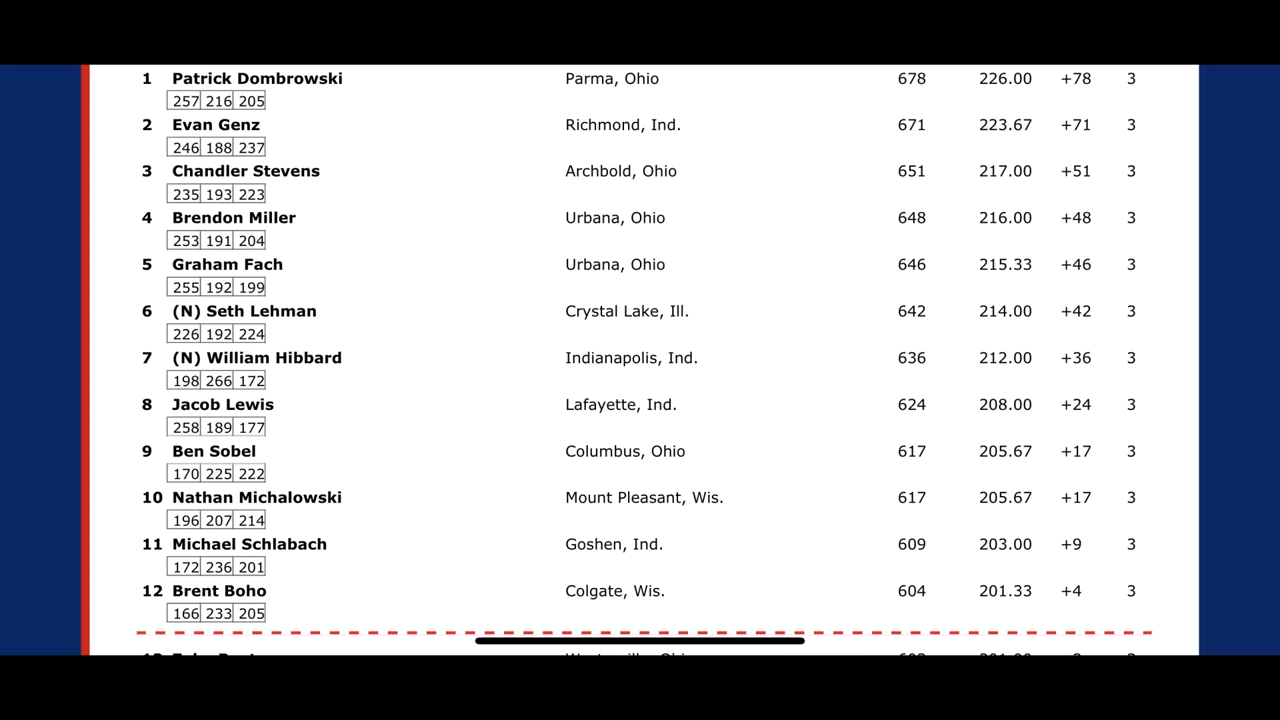 1 Patrick Dombrowski Parma, Ohio 678 226.00 +78 3
257 216 205
2 Evan Genz Richmond, Ind. 671 223.67 +71 3
246 188 237
3 Chandler Stevens Archbold, Ohio 651 217.00 +51 3
235 193 223
4 Brendon Miller Urbana, Ohio 648 216.00 +48 3
253 191 204
5 Graham Fach Urbana, Ohio 646 215.33 +46 3
255 192 199
6 (N) Seth Lehman Crystal Lake, Ill. 642 214.00 +42 3
226 192 224
7 (N) William Hibbard Indianapolis, Ind. 636 212.00 +36 3
198 266 172
8 Jacob Lewis Lafayette, Ind. 624 208.00 +24 3
258 189 177
9 Ben Sobel Columbus, Ohio 617 205.67 +17 3
170 225 222
10 Nathan Michalowski Mount Pleasant, Wis. 617 205.67 +17 3
196 207 214
11 Michael Schlabach Goshen, Ind. 609 203.00 +9 3
172 236 201
12 Brent Boho Colgate, Wis. 604 201.33 +4 3
166 233 205